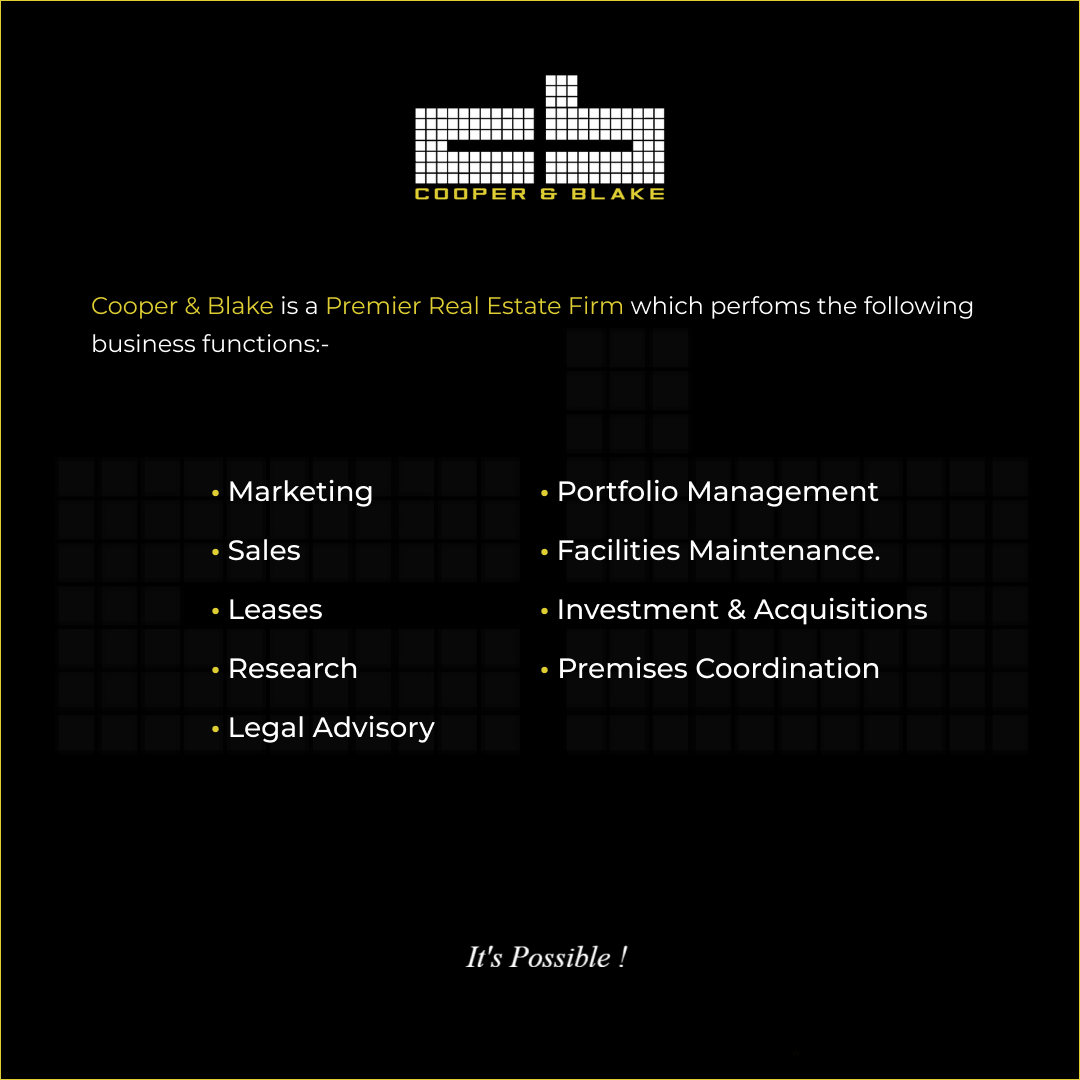 cb
COOPER & BLAKE
Cooper & Blake is a Premier Real Estate Firm which perfoms the following
business functions:-
• Marketing
• Sales
• Leases
• Research
• Legal Advisory
• Portfolio Management
• Facilities Maintenance.
• Investment & Acquisitions
• Premises Coordination
It's Possible !